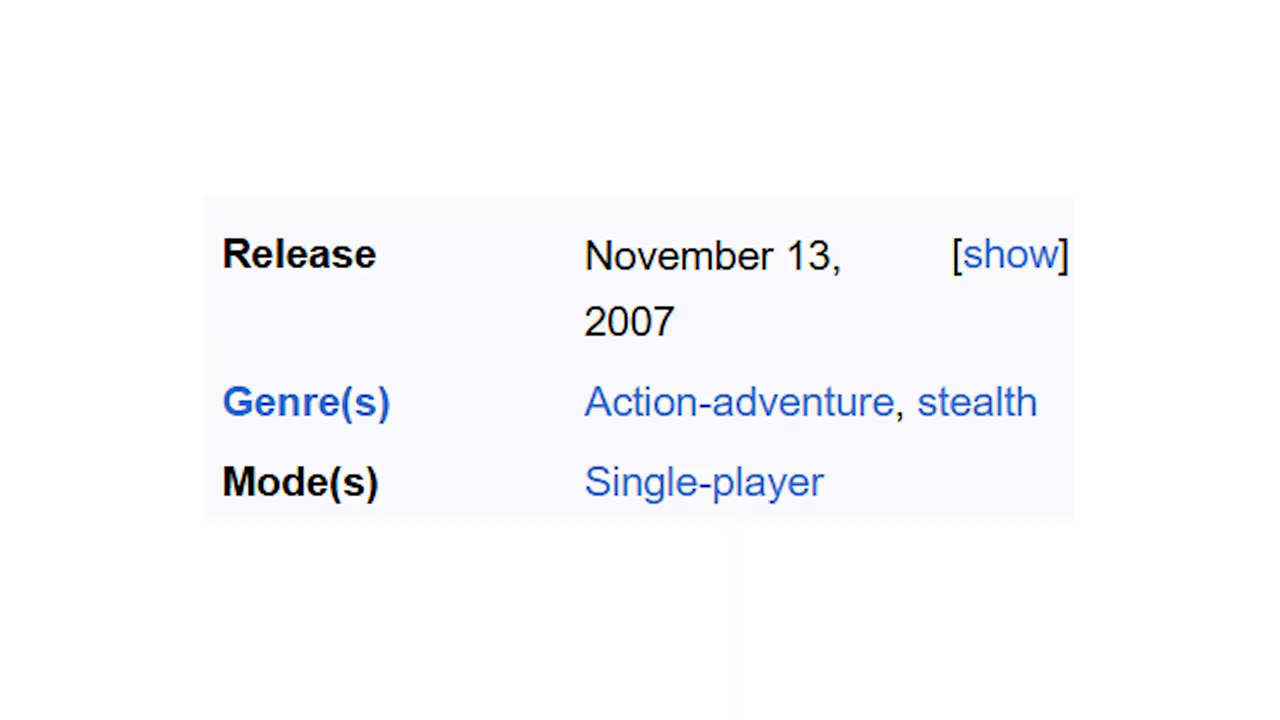 Release November 13, [show]
2007
Genre(s) Action-adventure, stealth
Mode(s) Single-player